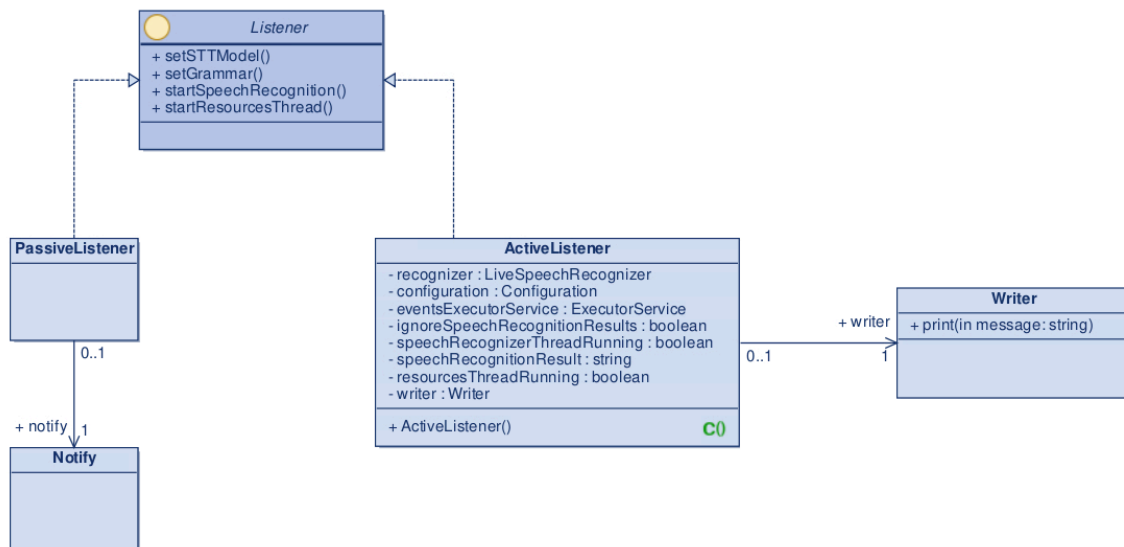 Listener
+ setSTTModel()
+ setGrammar()
+ startSpeechRecognition()
+ startResourcesThread()
PassiveListener
0..1
+ notify
1
Notify
ActiveListener
- recognizer : LiveSpeechRecognizer
- configuration : Configuration
- eventsExecutorService : ExecutorService
- ignoreSpeechRecognitionResults : boolean
- speechRecognizerThreadRunning : boolean
- speechRecognitionResult : string
- resourcesThreadRunning : boolean
- writer : Writer
+ ActiveListener()
C()
0..1
+ writer
1
Writer
+ print(in message: string)